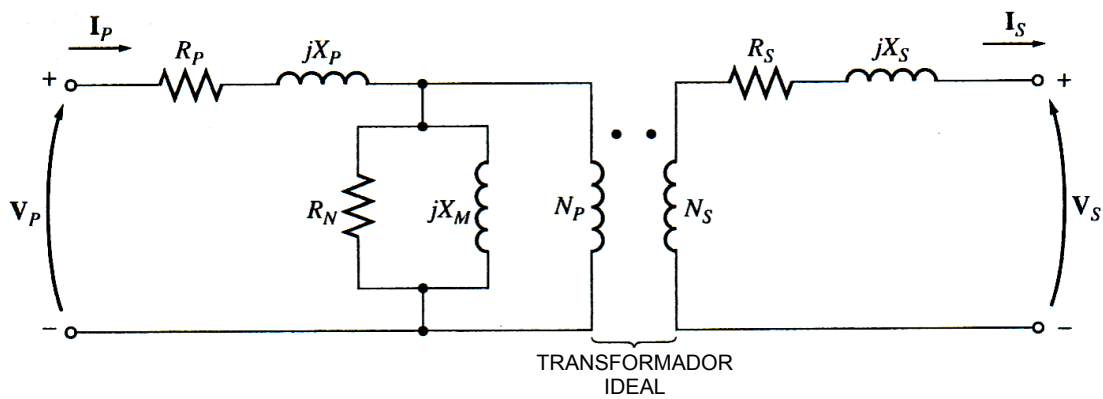 I_P
I_S
R_P
jX_P
R_S
jX_S
+
+
V_P
R_N
jX_M
N_P
N_S
V_S
−
−
TRANSFORMADOR
IDEAL